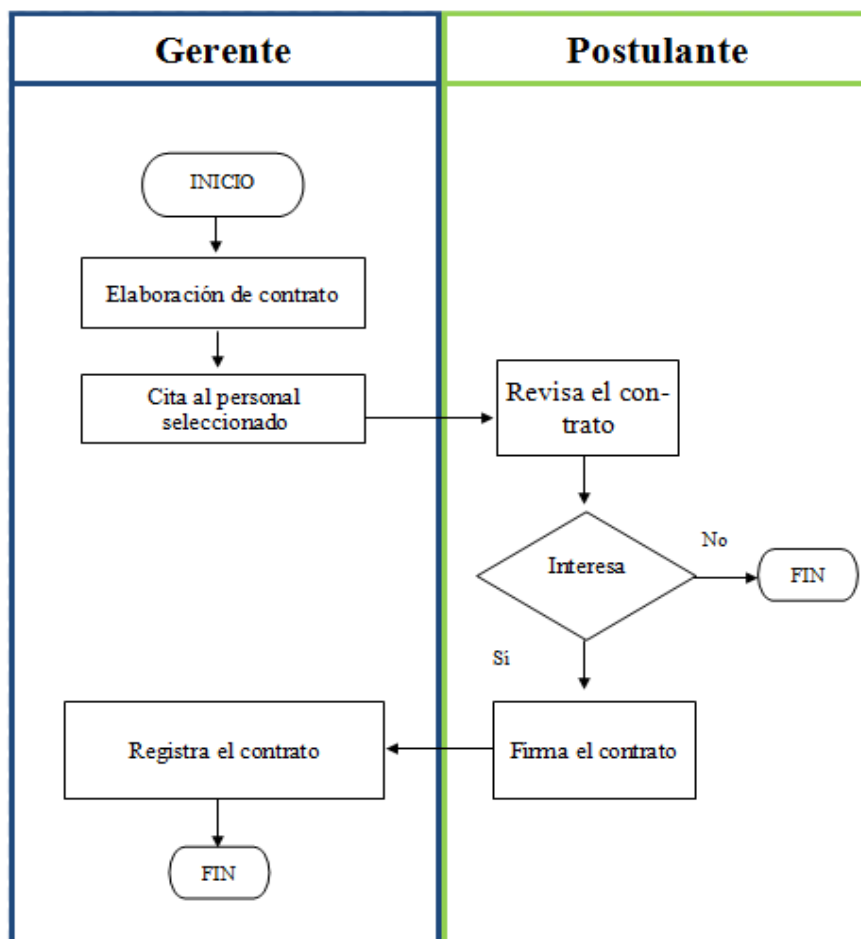 Gerente
Postulante
INICIO
Elaboración de contrato
Cita al personal
seleccionado
Revisa el con-
trato
Interesa
No
FIN
Sí
Firma el contrato
Registra el contrato
FIN